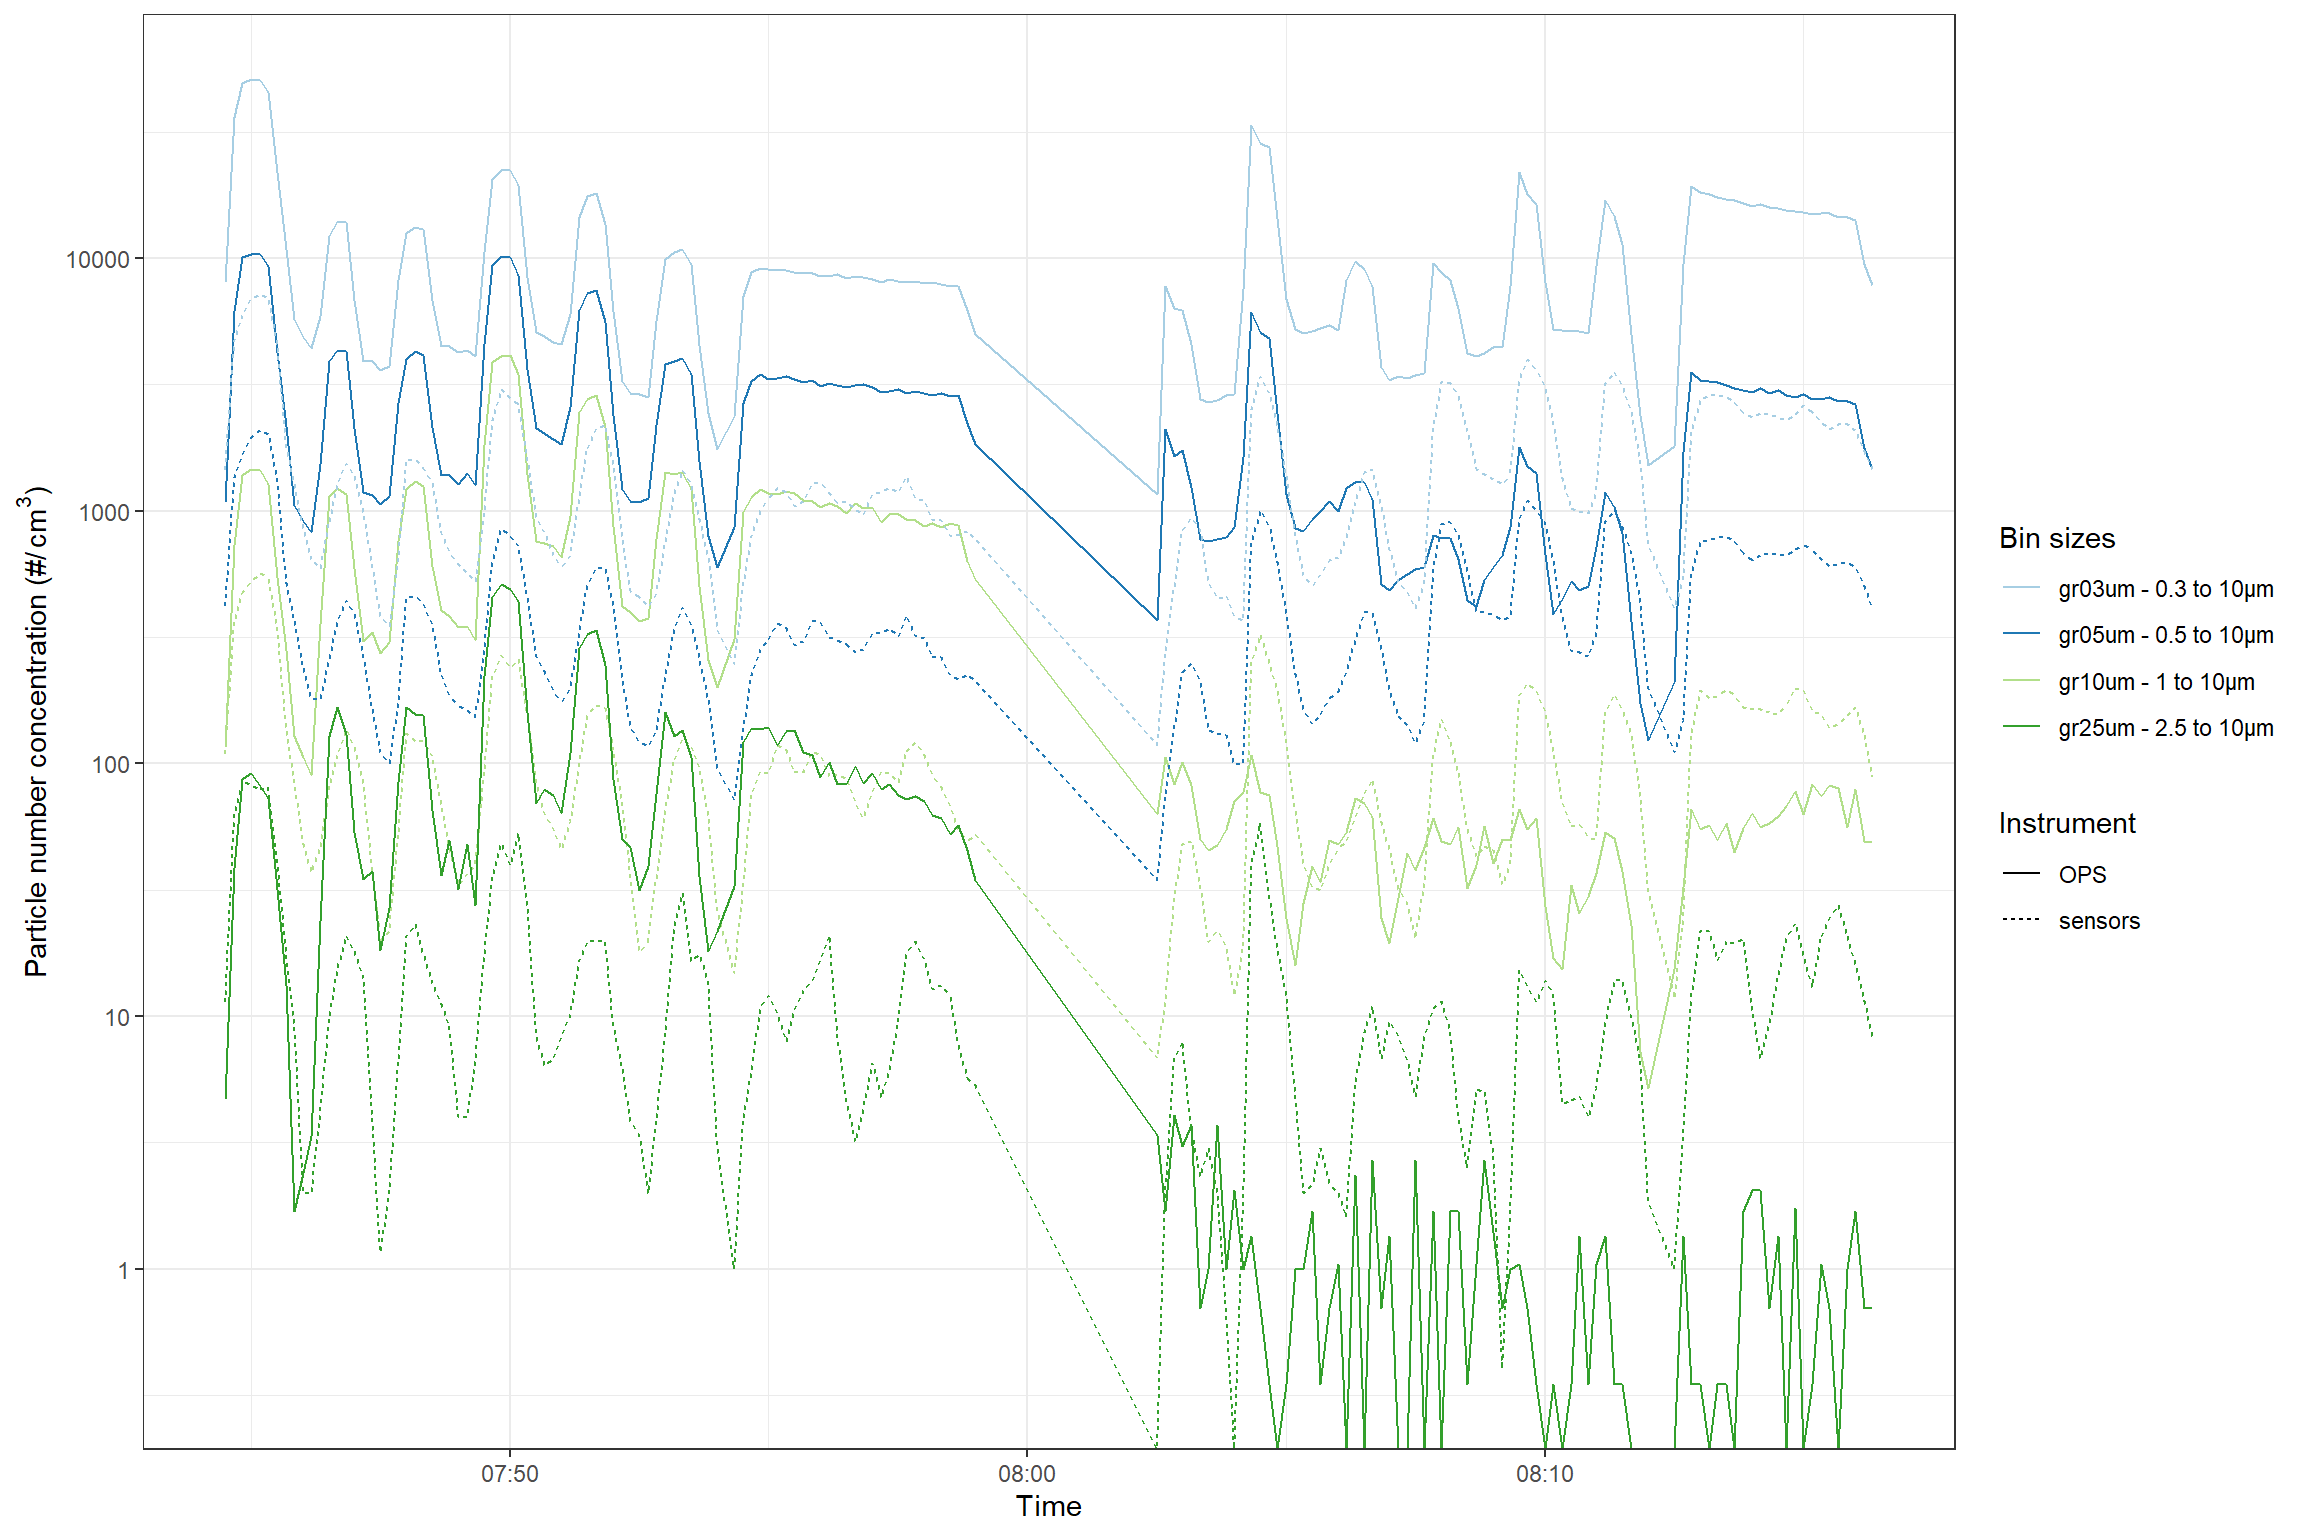 Particle number concentration (#/cm³)
10000
1000
100
10
1
07:50
08:00
08:10
Time
Bin sizes
gr03um - 0.3 to 10µm
gr05um - 0.5 to 10µm
gr10um - 1 to 10µm
gr25um - 2.5 to 10µm
Instrument
OPS
sensors